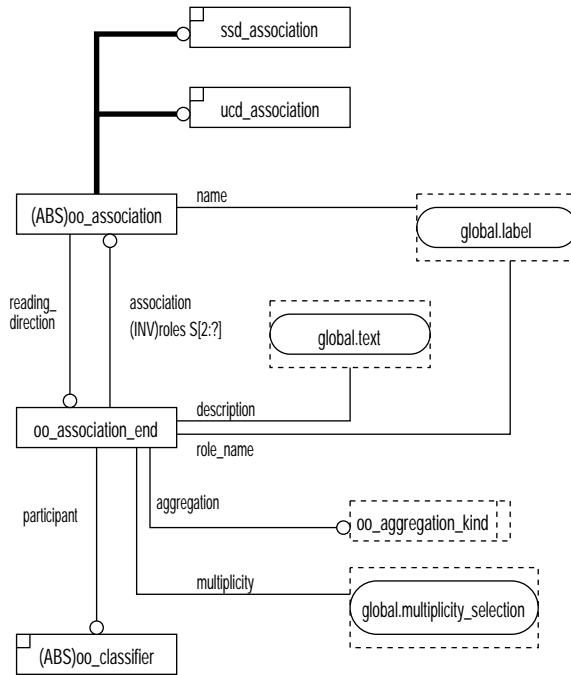 ssd_association
ucd_association
name
(ABS)oo_association
global.label
reading_
direction
association
(INV)roles S[2:?]
global.text
description
oo_association_end
role_name
aggregation
participant
oo_aggregation_kind
multiplicity
global.multiplicity_selection
(ABS)oo_classifier